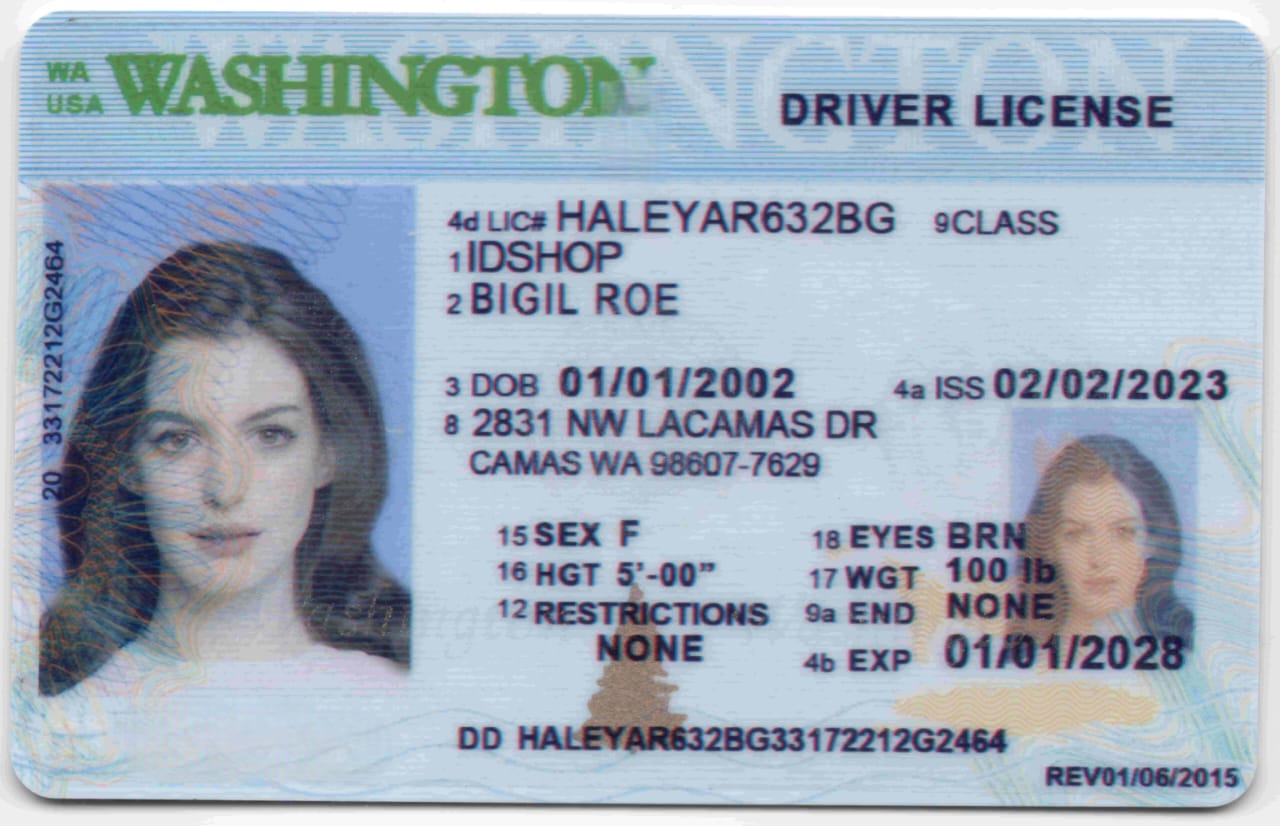 WA WASHINGTON
USA
DRIVER LICENSE
4d LIC# HALEYAR632BG 9CLASS
1 IDSHOP
2 BIGIL ROE
3 DOB 01/01/2002 4a ISS 02/02/2023
8 2831 NW LACAMAS DR
CAMAS WA 98607-7629
15 SEX F 18 EYES BRN
16 HGT 5'-00” 17 WGT 100 lb
12 RESTRICTIONS 9a END NONE
NONE
4b EXP 01/01/2028
DD HALEYAR632BG33172212G2464
REV01/06/2015
20 33172212G2464
WASHINGTON
Washington